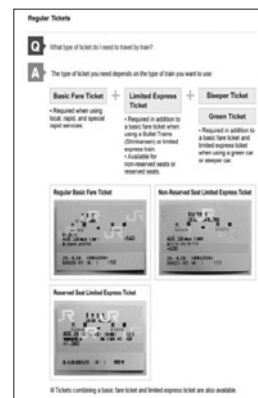 Regular Tickets
Q What type of ticket do I need to travel by train?
A The type of ticket you need depends on the type of train you want to use:
Basic Fare Ticket
• Required when using
local, rapid, and special
rapid services.
+
Limited Express
Ticket
• Required in addition to
a basic fare ticket when
using a Bullet Trains
(Shinkansen) or limited
express train.
• Available for
non-reserved seats or
reserved seats.
+
Sleeper Ticket
Green Ticket
• Required in addition to
a basic fare ticket and
limited express ticket
when using a green car
or sleeper car.
Regular Basic Fare Ticket
Non-Reserved Seat Limited Express Ticket
Reserved Seat Limited Express Ticket
※ Tickets combining a basic fare ticket and limited express ticket are also available.